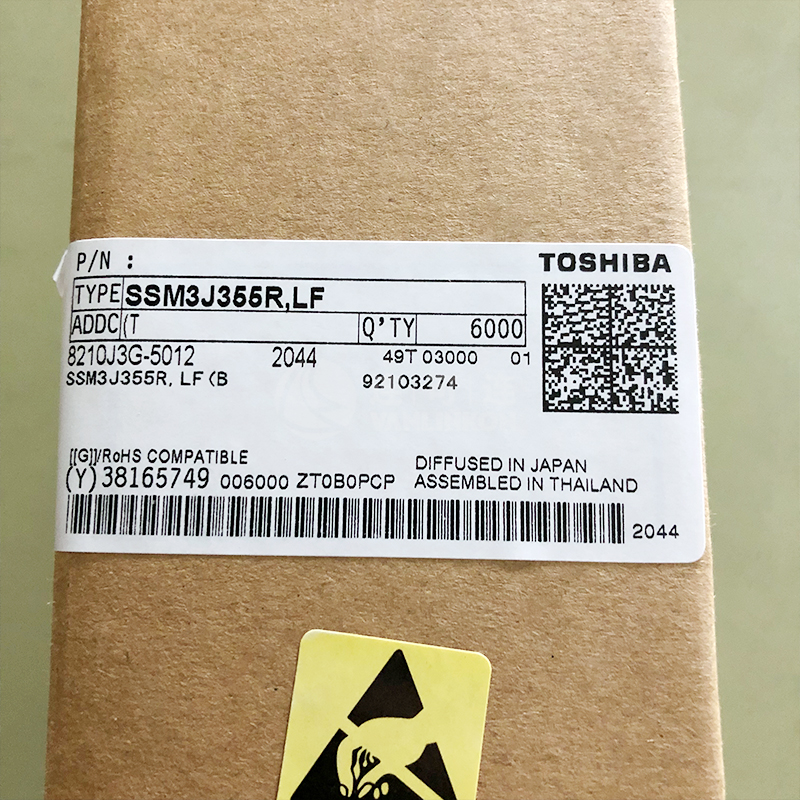 P/N :
TOSHIBA
TYPE SSM3J355R,LF
ADDC (T Q'TY 6000
8210J3G-5012 2044 49T 03000 01
SSM3J355R, LF (B 92103274
[[G]]/RoHS COMPATIBLE
DIFFUSED IN JAPAN
(Y)38165749 006000 ZT0B0PCP ASSEMBLED IN THAILAND
2044